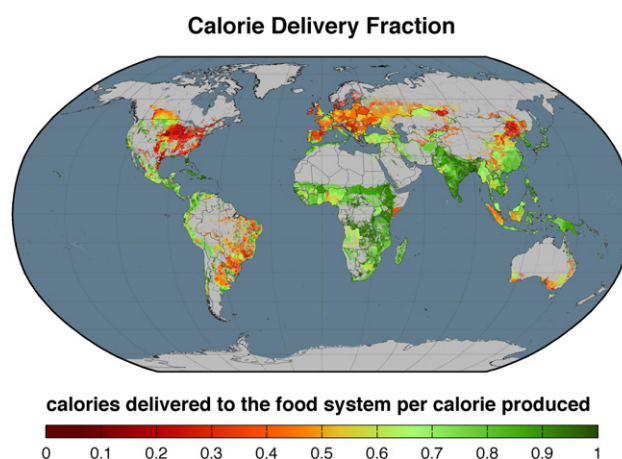 Calorie Delivery Fraction
calories delivered to the food system per calorie produced
0 0.1 0.2 0.3 0.4 0.5 0.6 0.7 0.8 0.9 1